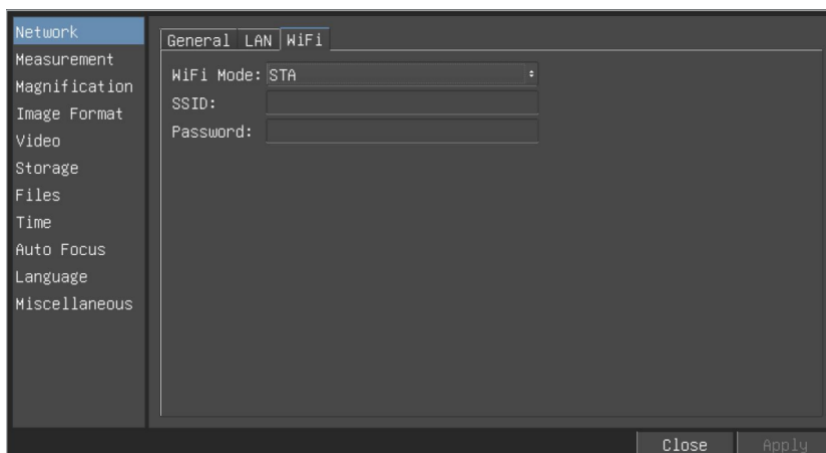 Network
Measurement
Magnification
Image Format
Video
Storage
Files
Time
Auto Focus
Language
Miscellaneous
General LAN WiFi
WiFi Mode: STA
SSID:
Password:
Close Apply